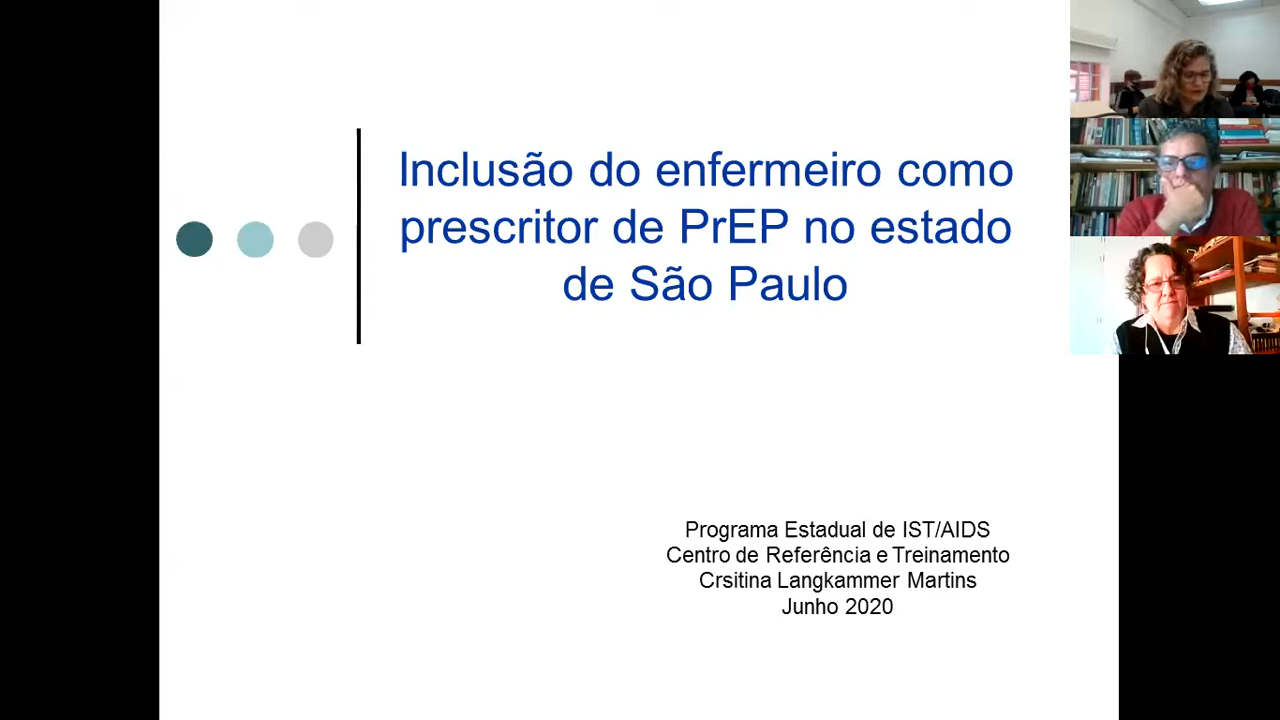 Inclusão do enfermeiro como
prescritor de PrEP no estado
de São Paulo
Programa Estadual de IST/AIDS
Centro de Referência e Treinamento
Crsitina Langkammer Martins
Junho 2020